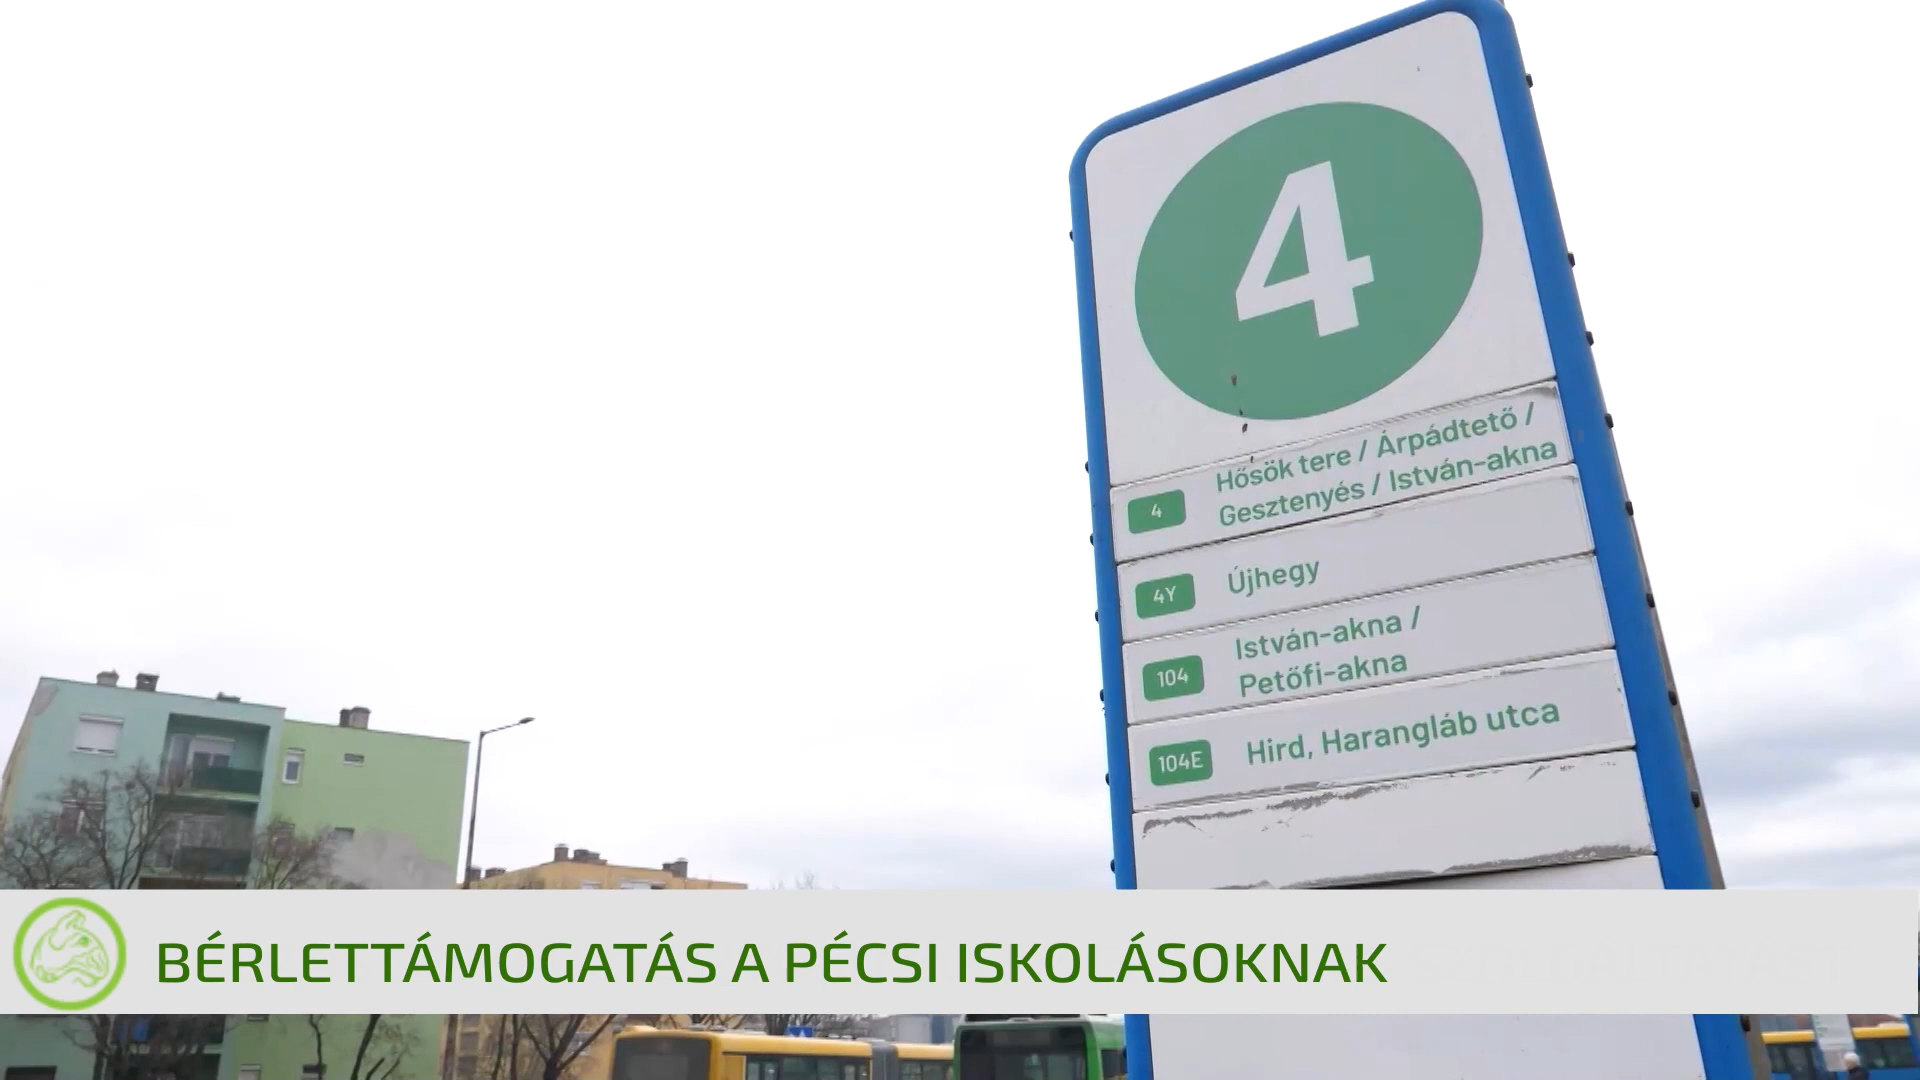 4
4 Hősök tere / Árpádtető /
Gesztenyés / István-akna
4Y Újhegy
104 István-akna /
Petőfi-akna
104E Hird, Harangláb utca
BÉRLETTÁMOGATÁS A PÉCSI ISKOLÁSOKNAK